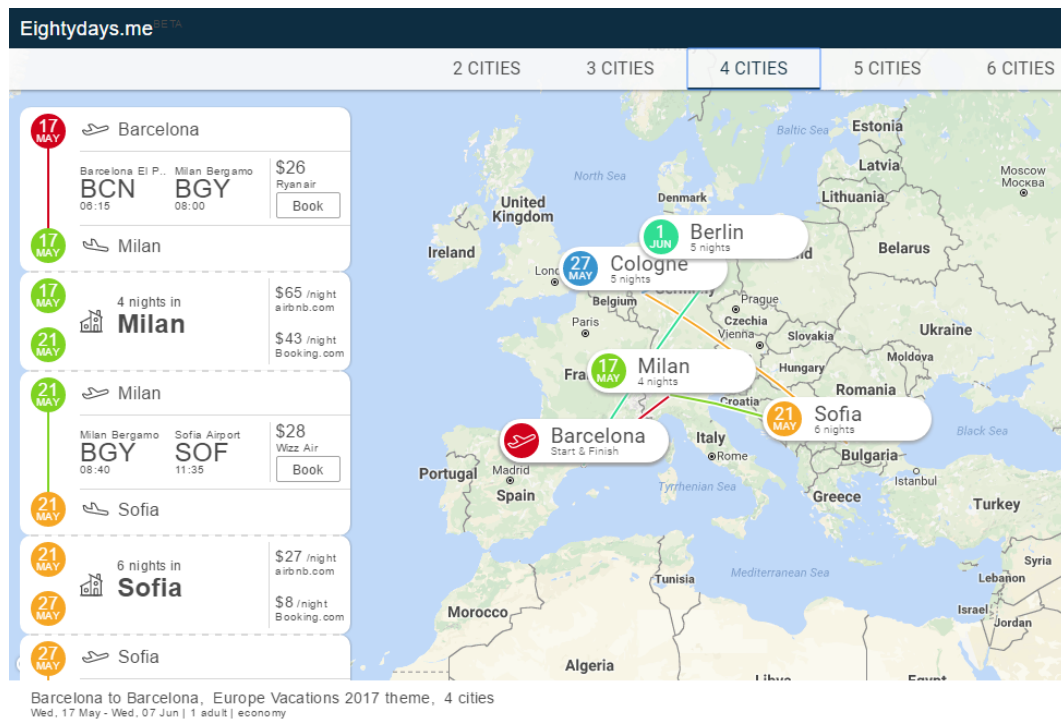 Eightydays.me BETA
2 CITIES 3 CITIES 4 CITIES 5 CITIES 6 CITIES
17 MAY Barcelona
Barcelona El P.. Milan Bergamo $26
BCN BGY Ryanair
06:15 08:00 Book
17 MAY Milan
17 MAY 4 nights in $65 /night
airbnb.com
Milan
21 MAY $43 /night
Booking.com
21 MAY Milan
Milan Bergamo Sofia Airport $28
BGY SOF Wizz Air
08:40 11:35 Book
21 MAY Sofia
21 MAY 6 nights in $27 /night
airbnb.com
Sofia
27 MAY $8 /night
Booking.com
27 MAY Sofia
Baltic Sea
Estonia
Latvia
Moscow
Москва
North Sea
Denmark
Lithuania
United
Kingdom
1 JUN Berlin
5 nights
Ireland
Belarus
27 MAY Cologne
5 nights
Belgium
Prague
Paris
Czechia
Vienna
Slovakia
Ukraine
Moldova
17 MAY Milan
4 nights
Hungary
Romania
Croatia
21 MAY Sofia
6 nights
Barcelona
Start & Finish
Italy
Rome
Black Sea
Bulgaria
Portugal
Madrid
Spain
Istanbul
Tyrrhenian Sea
Greece
Turkey
Mediterranean Sea
Tunisia
Syria
Lebanon
Morocco
Israel
Jordan
Algeria
Barcelona to Barcelona, Europe Vacations 2017 theme, 4 cities
Wed, 17 May - Wed, 07 Jun | 1 adult | economy